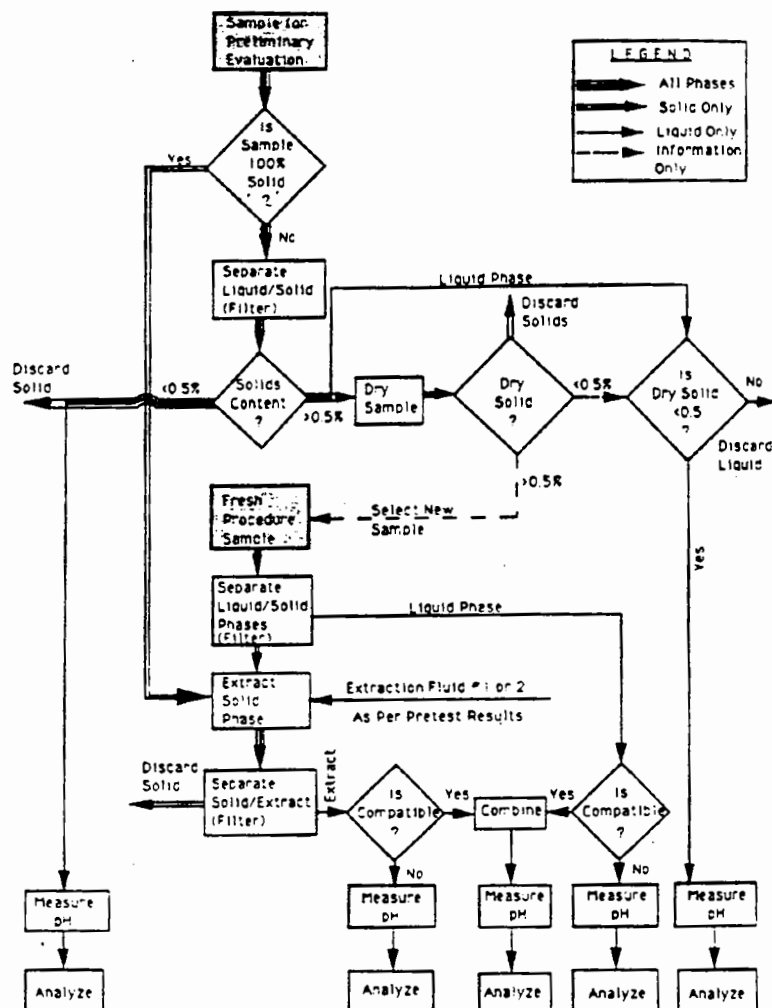 Sample for
Preliminary
Evaluation
LEGEND
All Phases
Solid Only
Liquid Only
Information
Only
Is
Sample
100%
Solid
?
Yes
No
Separate
Liquid/Solid
(Filter)
Liquid Phase
Discard
Solids
Discard
Solid
<0.5%
Solids
Content
?
>0.5%
Dry
Sample
Dry
Solid
?
<0.5%
Is
Dry Solid
<0.5
?
No
Discard
Liquid
>0.5%
Fresh
Procedure
Sample
Select New
Sample
Yes
Separate
Liquid/Solid
Phases
(Filter)
Liquid Phase
Extract
Solid
Phase
Extraction Fluid #1 or 2
As Per Pretest Results
Discard
Solid
Separate
Solid/Extract
(Filter)
Extract
Is
Compatible
?
Yes
Combine
Yes
Is
Compatible
?
No
No
Measure
pH
Measure
pH
Measure
pH
Measure
pH
Measure
pH
Analyze
Analyze
Analyze
Analyze
Analyze